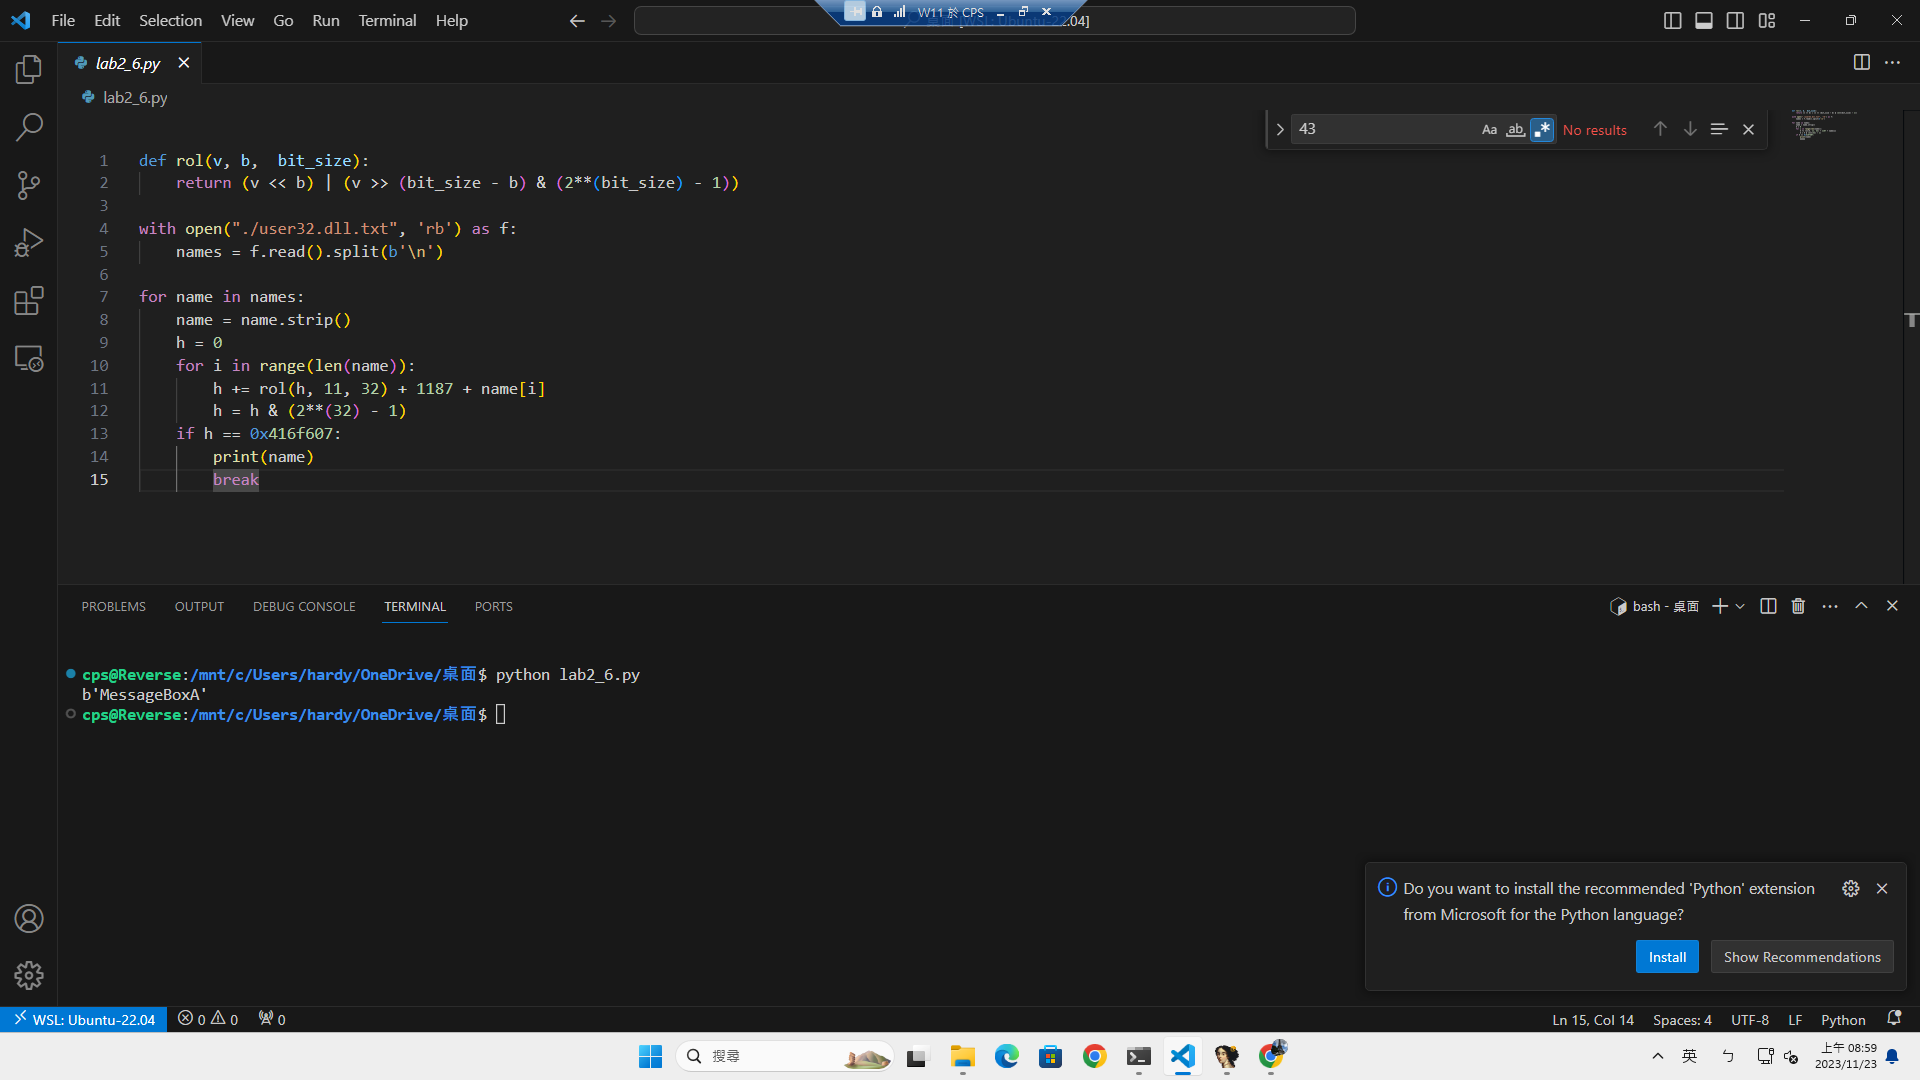 File Edit Selection View Go Run Terminal Help
W11 於 CPS
桌面 [WSL: Ubuntu-22.04]
lab2_6.py
lab2_6.py
43
Aa
ab
No results
1 def rol(v, b,  bit_size):
2     return (v << b) | (v >> (bit_size - b) & (2**(bit_size) - 1))
3
4 with open("./user32.dll.txt", 'rb') as f:
5     names = f.read().split(b'\n')
6
7 for name in names:
8     name = name.strip()
9     h = 0
10     for i in range(len(name)):
11         h += rol(h, 11, 32) + 1187 + name[i]
12         h = h & (2**(32) - 1)
13     if h == 0x416f607:
14         print(name)
15         break
PROBLEMS OUTPUT DEBUG CONSOLE TERMINAL PORTS
bash - 桌面
cps@Reverse:/mnt/c/Users/hardy/OneDrive/桌面$ python lab2_6.py
b'MessageBoxA'
cps@Reverse:/mnt/c/Users/hardy/OneDrive/桌面$
Do you want to install the recommended 'Python' extension
from Microsoft for the Python language?
Install Show Recommendations
WSL: Ubuntu-22.04 0 0 0
Ln 15, Col 14 Spaces: 4 UTF-8 LF Python
搜尋
英 ㄅ
上午 08:59
2023/11/23